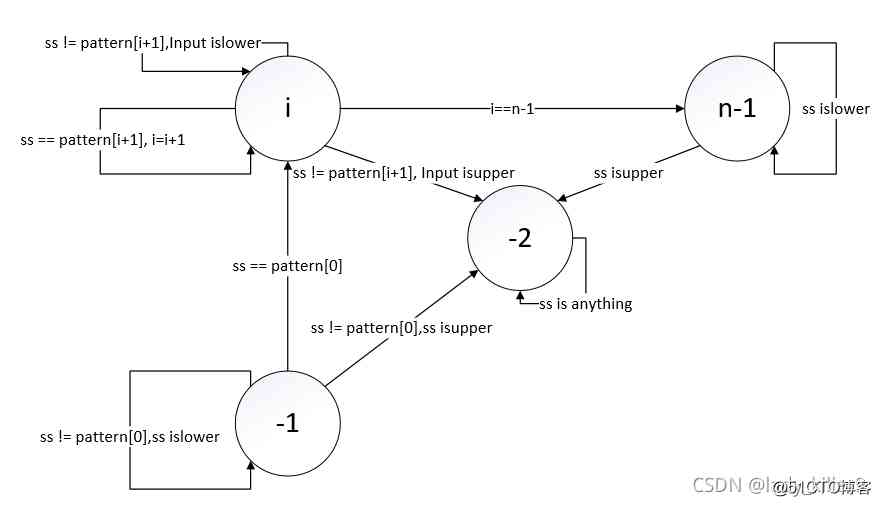 ss != pattern[i+1],Input islower
i
i==n-1
n-1
ss islower
ss == pattern[i+1], i=i+1
ss != pattern[i+1], Input isupper
ss isupper
-2
ss == pattern[0]
ss is anything
ss != pattern[0],ss isupper
-1
ss != pattern[0],ss islower
CSDN
@51CTO博客